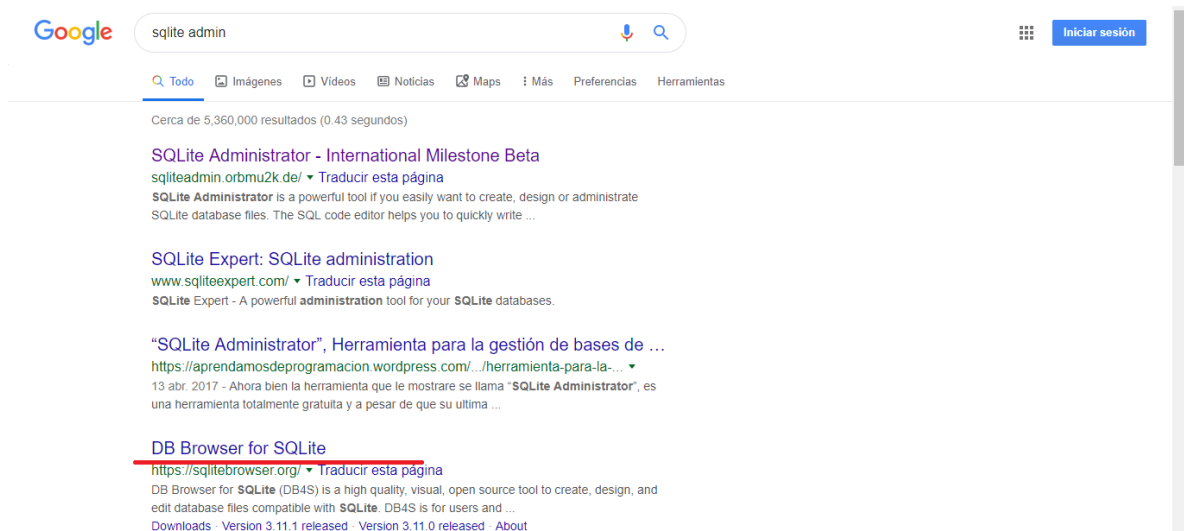 Google
sqlite admin
Iniciar sesión
Todo Imágenes Vídeos Noticias Maps Más Preferencias Herramientas
Cerca de 5,360,000 resultados (0.43 segundos)
SQLite Administrator - International Milestone Beta
sqliteadmin.orbmu2k.de/ ▾ Traducir esta página
SQLite Administrator is a powerful tool if you easily want to create, design or administrate
SQLite database files. The SQL code editor helps you to quickly write ...
SQLite Expert: SQLite administration
www.sqliteexpert.com/ ▾ Traducir esta página
SQLite Expert - A powerful administration tool for your SQLite databases.
“SQLite Administrator”, Herramienta para la gestión de bases de …
https://aprendamosdeprogramacion.wordpress.com/.../herramienta-para-la-... ▾
13 abr. 2017 - Ahora bien la herramienta que le mostrare se llama “SQLite Administrator”, es
una herramienta totalmente gratuita y a pesar de que su ultima ...
DB Browser for SQLite
https://sqlitebrowser.org/ ▾ Traducir esta página
DB Browser for SQLite (DB4S) is a high quality, visual, open source tool to create, design, and
edit database files compatible with SQLite. DB4S is for users and ...
Downloads · Version 3.11.1 released · Version 3.11.0 released · About